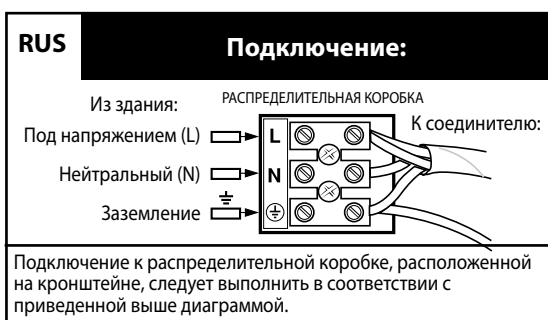 RUS
Подключение:
Из здания:
РАСПРЕДЕЛИТЕЛЬНАЯ КОРОБКА
К соединителю:
Под напряжением (L)
L
Нейтральный (N)
N
Заземление
Подключение к распределительной коробке, расположенной
на кронштейне, следует выполнить в соответствии с
приведенной выше диаграммой.